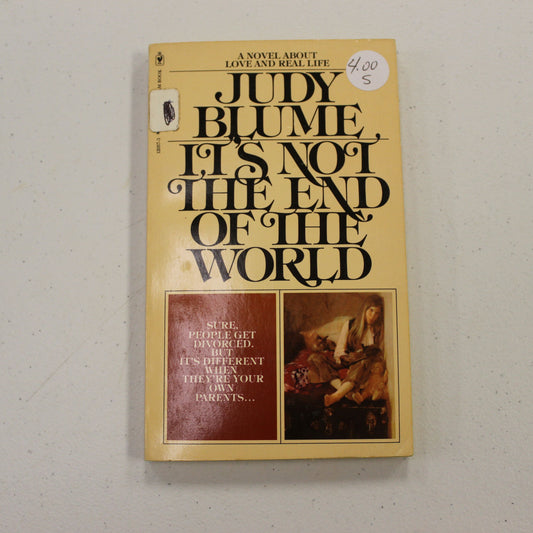 A NOVEL ABOUT
LOVE AND REAL LIFE
4.00
S
JUDY
BLUME
IT'S NOT
THE END
OF THE
WORLD
SURE,
PEOPLE GET
DIVORCED.
BUT
IT'S DIFFERENT
WHEN
THEY'RE YOUR
OWN
PARENTS...